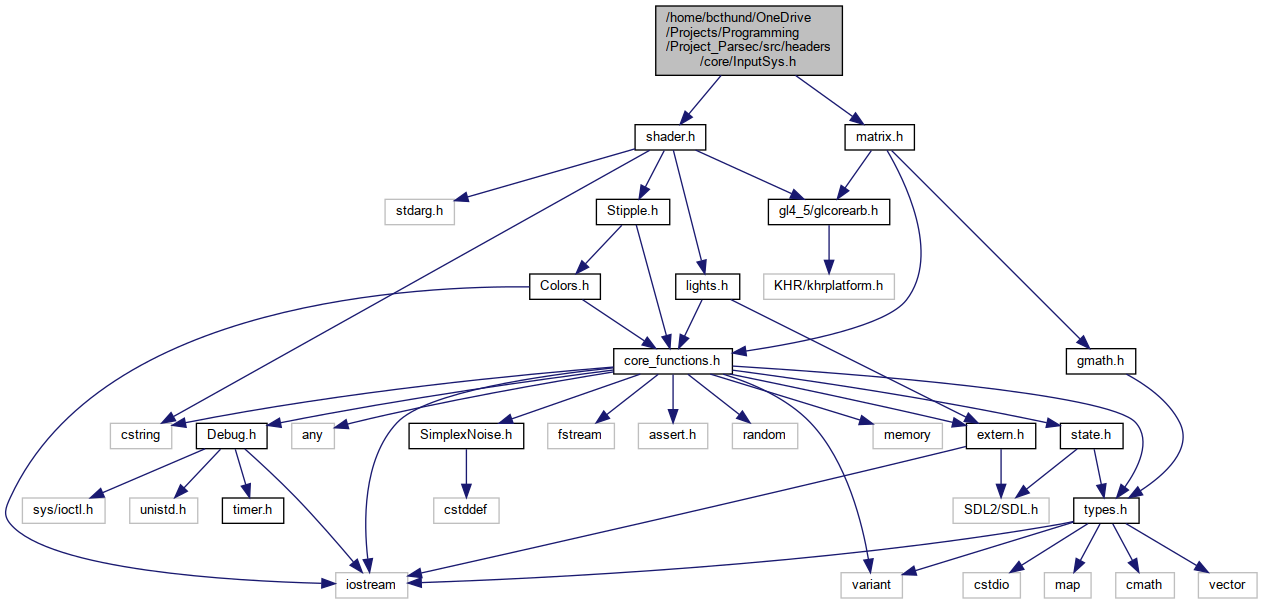 /home/bcthund/OneDrive
/Projects/Programming
/Project_Parsec/src/headers
/core/InputSys.h
shader.h
matrix.h
stdarg.h
Stipple.h
gl4_5/glcorearb.h
Colors.h
lights.h
KHR/khrplatform.h
core_functions.h
gmath.h
cstring
Debug.h
any
SimplexNoise.h
fstream
assert.h
random
memory
extern.h
state.h
sys/ioctl.h
unistd.h
timer.h
cstddef
SDL2/SDL.h
types.h
iostream
variant
cstdio
map
cmath
vector